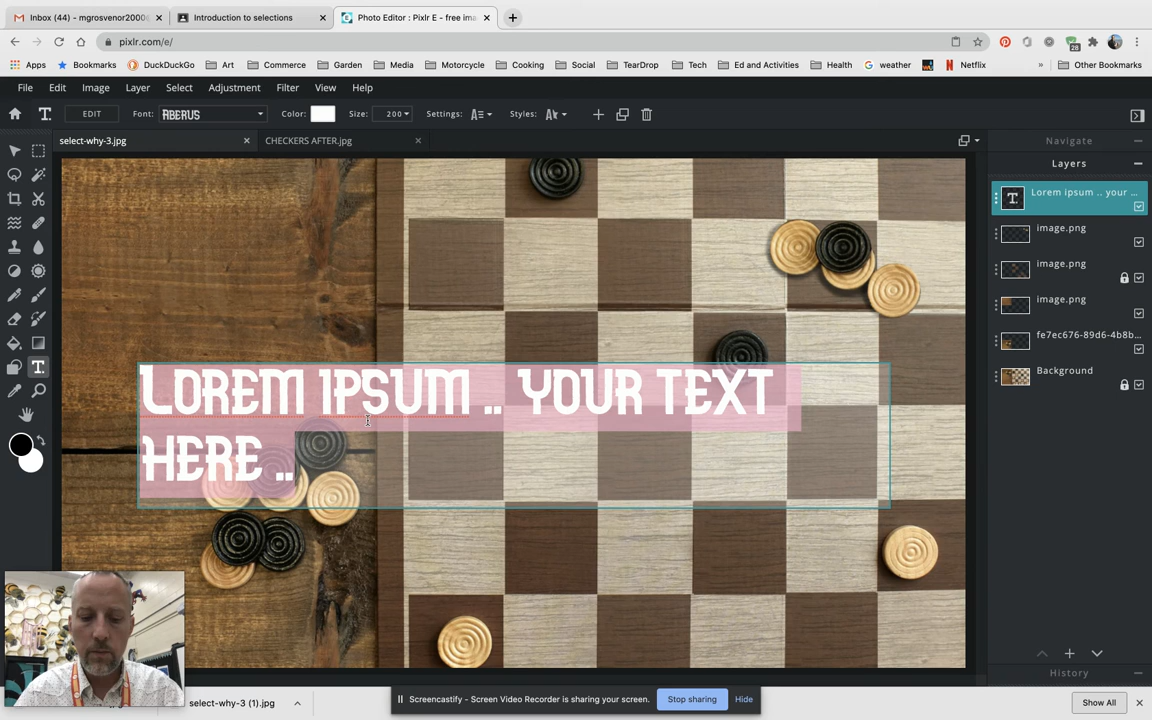 Inbox (44) - mgrosvenor2000
Introduction to selections
Photo Editor : Pixlr E - free ima
pixlr.com/e/
28
Apps
Bookmarks
DuckDuckGo
Art
Commerce
Garden
Media
Motorcycle
Cooking
Social
TearDrop
Tech
Ed and Activities
Health
weather
Netflix
»
Other Bookmarks
File Edit Image Layer Select Adjustment Filter View Help
EDIT
Font: ABERUS
Color:
Size: 200
Settings:
Styles:
select-why-3.jpg
CHECKERS AFTER.jpg
Navigate
Layers
Lorem ipsum .. your ...
image.png
image.png
image.png
fe7ec676-89d6-4b8b...
Background
LOREM IPSUM .. YOUR TEXT
HERE ..
History
select-why-3 (1).jpg
Screencastify - Screen Video Recorder is sharing your screen.
Stop sharing
Hide
Show All